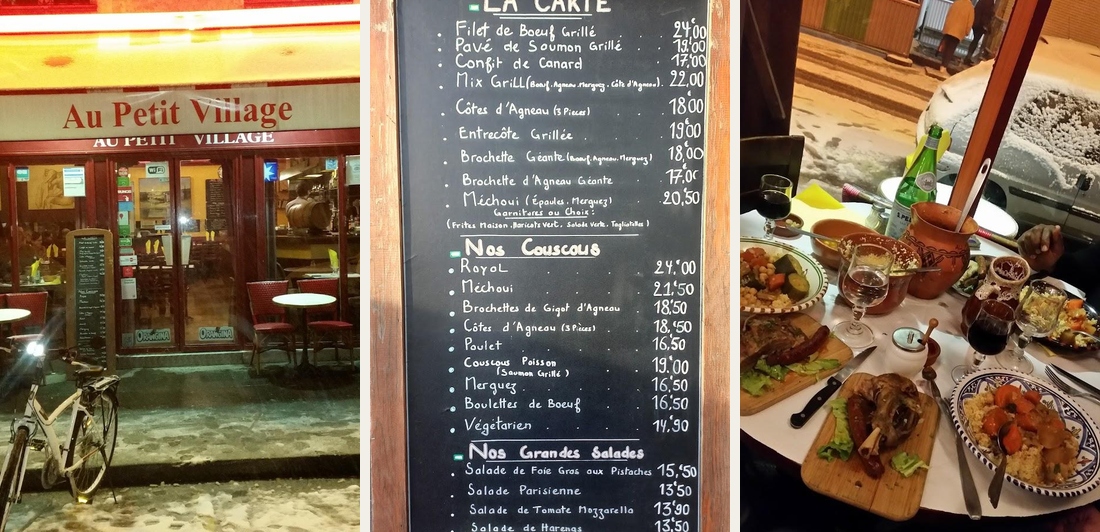 Au Petit Village
AU PETIT VILLAGE
WiFi
LA CARTE
Filet de Boeuf Grillé 24'00
Pavé de Saumon Grillé 19'00
Confit de Canard 17'00
Mix GriLL (Boeuf, Agneau, Merguez, Côte d'Agneau) 22,00
Côtes d'Agneau (3 Pieces) 18'00
Entrecôte Grillée 19'00
Brochette Géante (Boeuf, Agneau, Merguez) 18,00
Brochette d'Agneau Géante 17'00
Méchoui (Épaules, Merguez) 20,50
Garnitures au Choix:
(Frites Maison, Haricots Vert, Salade Verte, Tagliatelles)
Nos Couscous
Royal 24'00
Méchoui 21'50
Brochettes de Gigot d'Agneau 18,50
Côtes d'Agneau (3 Pieces) 18,50
Poulet 16,50
Couscous Poisson 19'00
(Saumon Grillé)
Merguez 16'50
Boulettes de Boeuf 16'50
Végétarien 14'90
Nos Grandes Salades
Salade de Foie Gras aux Pistaches 15,50
Salade Parisienne 13'50
Salade de Tomate Mozzarella 13'90
Salade de Harengs 13,50